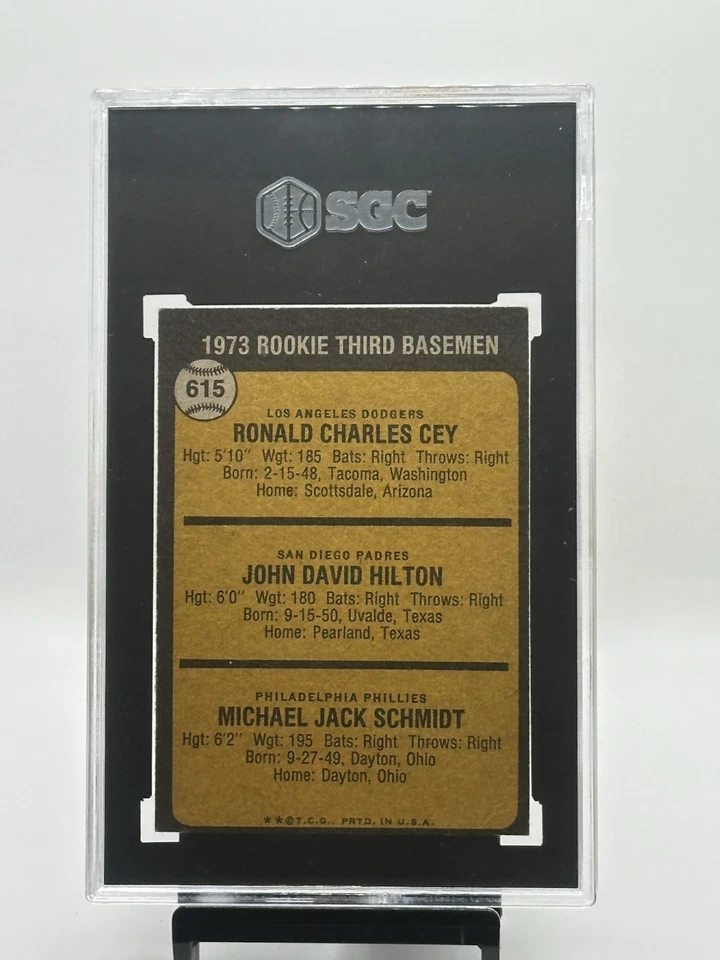 SGC
1973 ROOKIE THIRD BASEMEN
615
LOS ANGELES DODGERS
RONALD CHARLES CEY
Hgt: 5'10" Wgt: 185 Bats: Right Throws: Right
Born: 2-15-48, Tacoma, Washington
Home: Scottsdale, Arizona
SAN DIEGO PADRES
JOHN DAVID HILTON
Hgt: 6'0" Wgt: 180 Bats: Right Throws: Right
Born: 9-15-50, Uvalde, Texas
Home: Pearland, Texas
PHILADELPHIA PHILLIES
MICHAEL JACK SCHMIDT
Hgt: 6'2" Wgt: 195 Bats: Right Throws: Right
Born: 9-27-49, Dayton, Ohio
Home: Dayton, Ohio
**©T.C.G., PRTD. IN U.S.A.